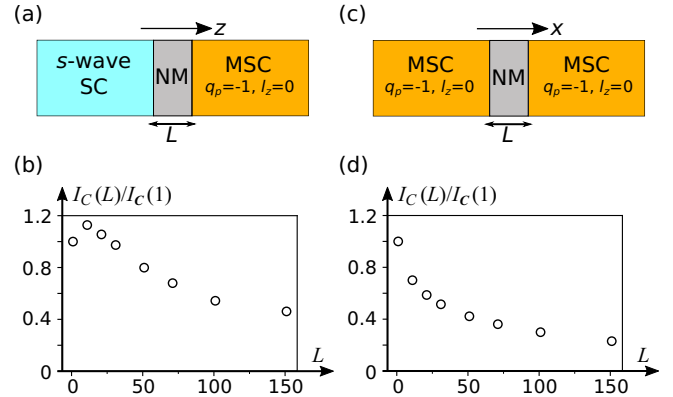 (a)
z
s-wave
SC
NM
MSC
q_p=-1, l_z=0
L
(c)
x
MSC
q_p=-1, l_z=0
NM
MSC
q_p=-1, l_z=0
L
(b)
I_C(L)/I_C(1)
1.2
0.8
0.4
0
0
50
100
150
L
(d)
I_C(L)/I_C(1)
1.2
0.8
0.4
0
0
50
100
150
L